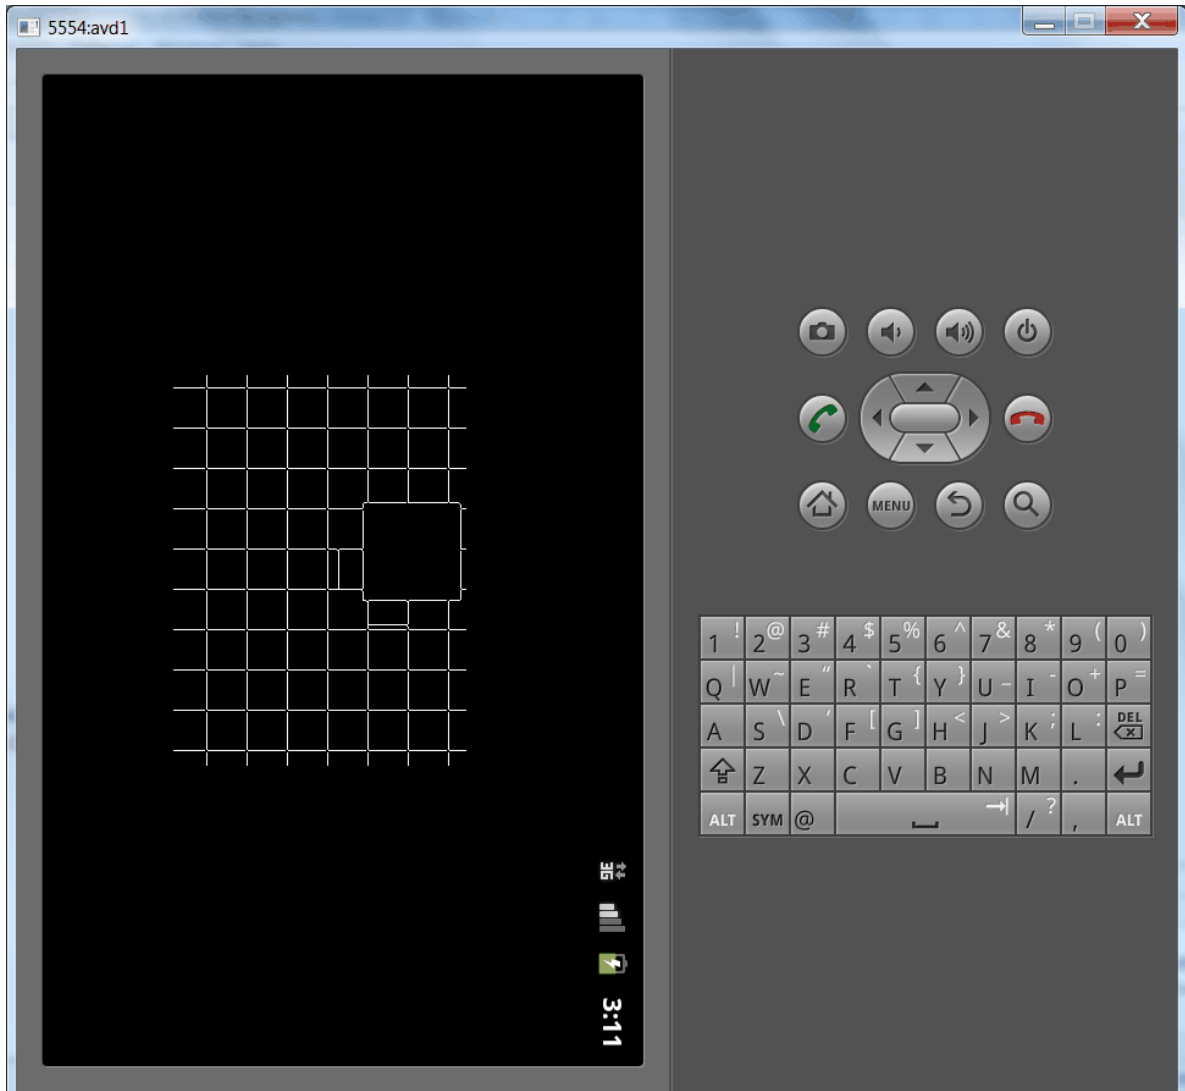 5554:avd1
MENU
1 ! 2 @ 3 # 4 $ 5 % 6 ^ 7 & 8 * 9 ( 0 )
Q | W ~ E " R ` T { Y } U _ I - O + P =
A S \ D ' F [ G ] H < J > K ; L : DEL
Z X C V B N M .
ALT SYM @ / ? , ALT
3G
3:11